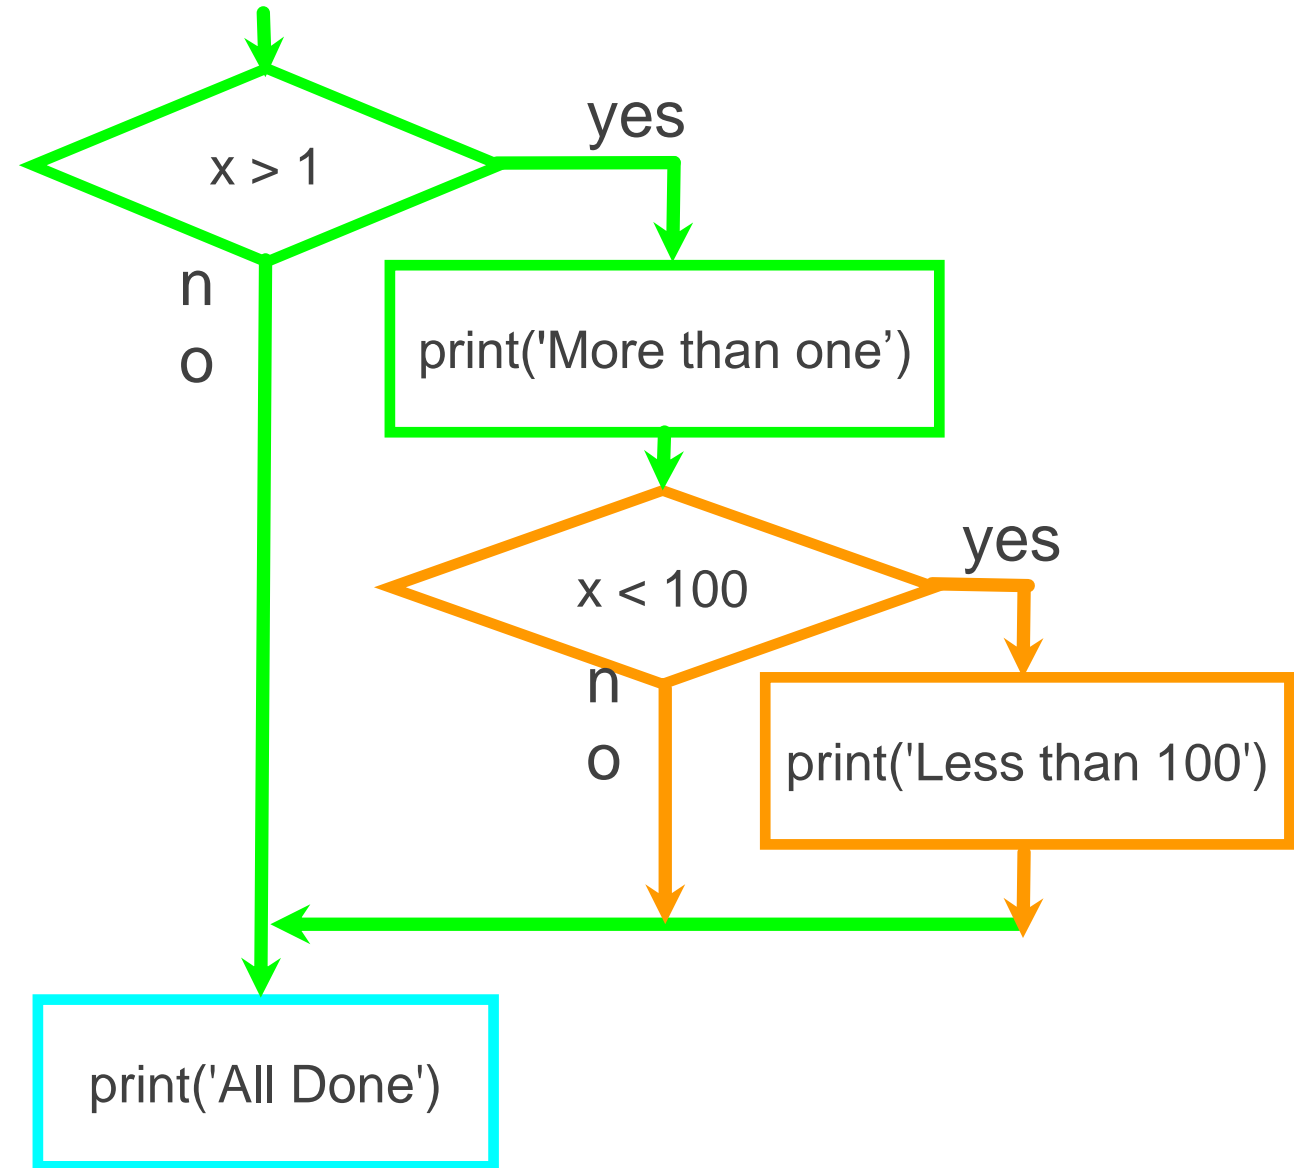 yes
x > 1
n
o
print('More than one’)
yes
x < 100
n
o
print('Less than 100')
print('All Done')